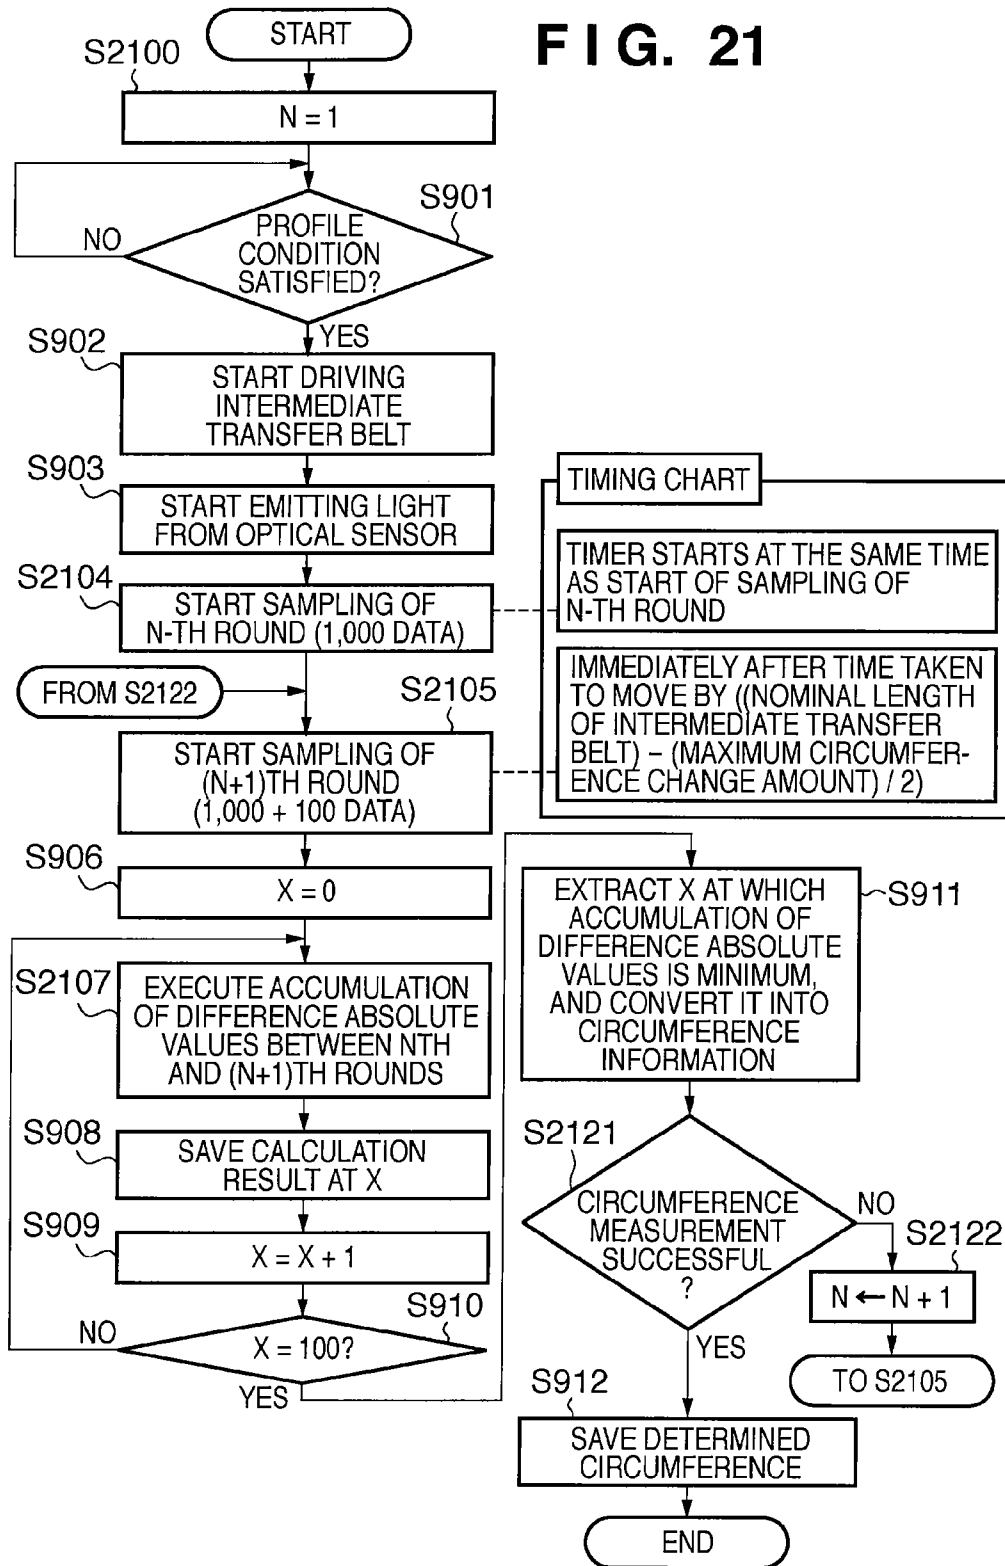 FIG. 21
START
S2100
N = 1
S901
PROFILE
CONDITION
SATISFIED?
NO
YES
S902
START DRIVING
INTERMEDIATE
TRANSFER BELT
S903
START EMITTING LIGHT
FROM OPTICAL SENSOR
S2104
START SAMPLING OF
N-TH ROUND (1,000 DATA)
TIMING CHART
TIMER STARTS AT THE SAME TIME
AS START OF SAMPLING OF
N-TH ROUND
IMMEDIATELY AFTER TIME TAKEN
TO MOVE BY ((NOMINAL LENGTH
OF INTERMEDIATE TRANSFER
BELT) – (MAXIMUM CIRCUMFER-
ENCE CHANGE AMOUNT) / 2)
FROM S2122
S2105
START SAMPLING OF
(N+1)TH ROUND
(1,000 + 100 DATA)
S906
X = 0
S2107
EXECUTE ACCUMULATION
OF DIFFERENCE ABSOLUTE
VALUES BETWEEN NTH
AND (N+1)TH ROUNDS
S908
SAVE CALCULATION
RESULT AT X
S909
X = X + 1
S910
X = 100?
NO
YES
S911
EXTRACT X AT WHICH
ACCUMULATION OF
DIFFERENCE ABSOLUTE
VALUES IS MINIMUM,
AND CONVERT IT INTO
CIRCUMFERENCE
INFORMATION
S2121
CIRCUMFERENCE
MEASUREMENT
SUCCESSFUL
?
NO
S2122
N ← N + 1
TO S2105
YES
S912
SAVE DETERMINED
CIRCUMFERENCE
END